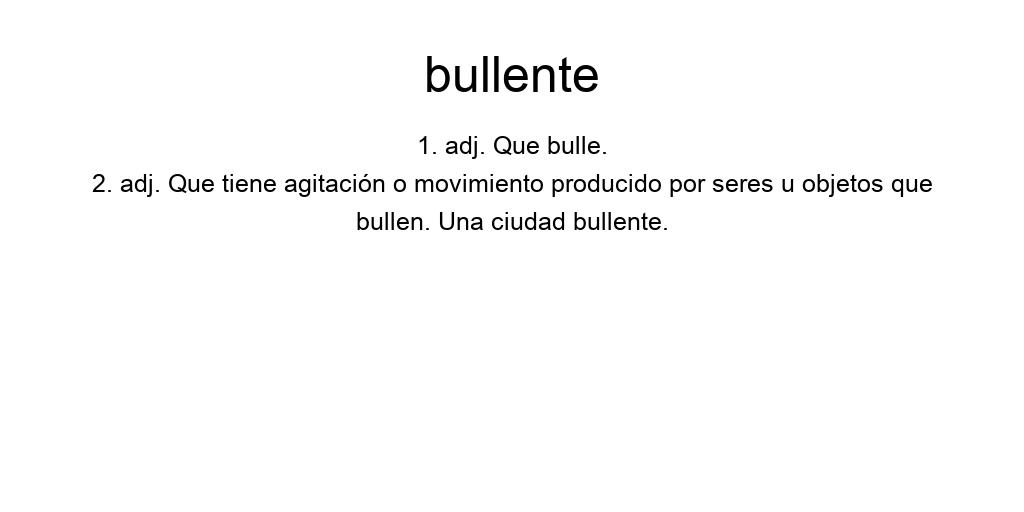 bullente
1. adj. Que bulle.
2. adj. Que tiene agitación o movimiento producido por seres u objetos que
bullen. Una ciudad bullente.